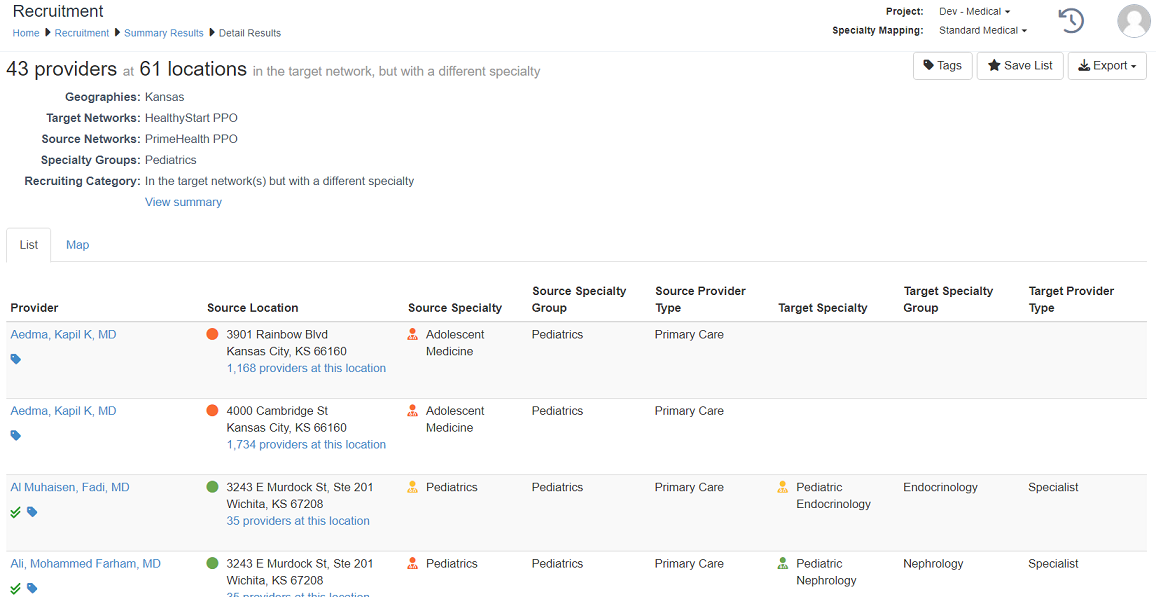 Recruitment
Home Recruitment Summary Results Detail Results
Project: Dev - Medical
Specialty Mapping: Standard Medical
43 providers at 61 locations in the target network, but with a different specialty
Tags Save List Export
Geographies: Kansas
Target Networks: HealthyStart PPO
Source Networks: PrimeHealth PPO
Specialty Groups: Pediatrics
Recruiting Category: In the target network(s) but with a different specialty
View summary
List Map
Provider Source Location Source Specialty Source Specialty Group Source Provider Type Target Specialty Target Specialty Group Target Provider Type
Aedma, Kapil K, MD 3901 Rainbow Blvd Adolescent Pediatrics Primary Care
Kansas City, KS 66160 Medicine
1,168 providers at this location
Aedma, Kapil K, MD 4000 Cambridge St Adolescent Pediatrics Primary Care
Kansas City, KS 66160 Medicine
1,734 providers at this location
Al Muhaisen, Fadi, MD 3243 E Murdock St, Ste 201 Pediatrics Pediatrics Primary Care Pediatric Endocrinology Specialist
Wichita, KS 67208 Endocrinology
35 providers at this location
Ali, Mohammed Farham, MD 3243 E Murdock St, Ste 201 Pediatrics Pediatrics Primary Care Pediatric Nephrology Specialist
Wichita, KS 67208 Nephrology
35 providers at this location